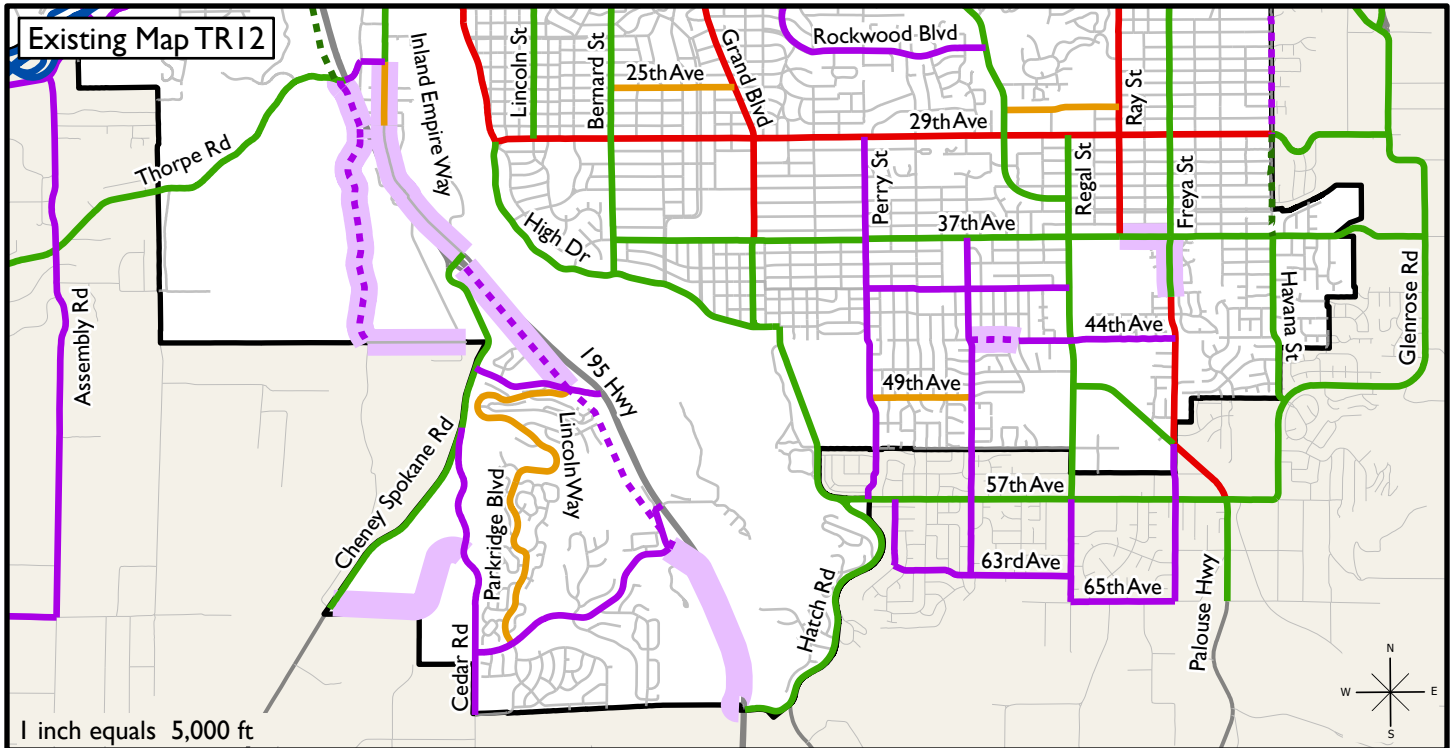 Existing Map TR12
Inland Empire Way
Lincoln St
Bernard St
25th Ave
Grand Blvd
Rockwood Blvd
29th Ave
Ray St
Thorpe Rd
Perry St
Regal St
Freya St
High Dr
37th Ave
Assembly Rd
Havana St
Glenrose Rd
44th Ave
195 Hwy
49th Ave
Cheney Spokane Rd
Lincoln Way
Parkridge Blvd
57th Ave
63rd Ave
65th Ave
Hatch Rd
Palouse Hwy
Cedar Rd
N
W
E
S
1 inch equals 5,000 ft